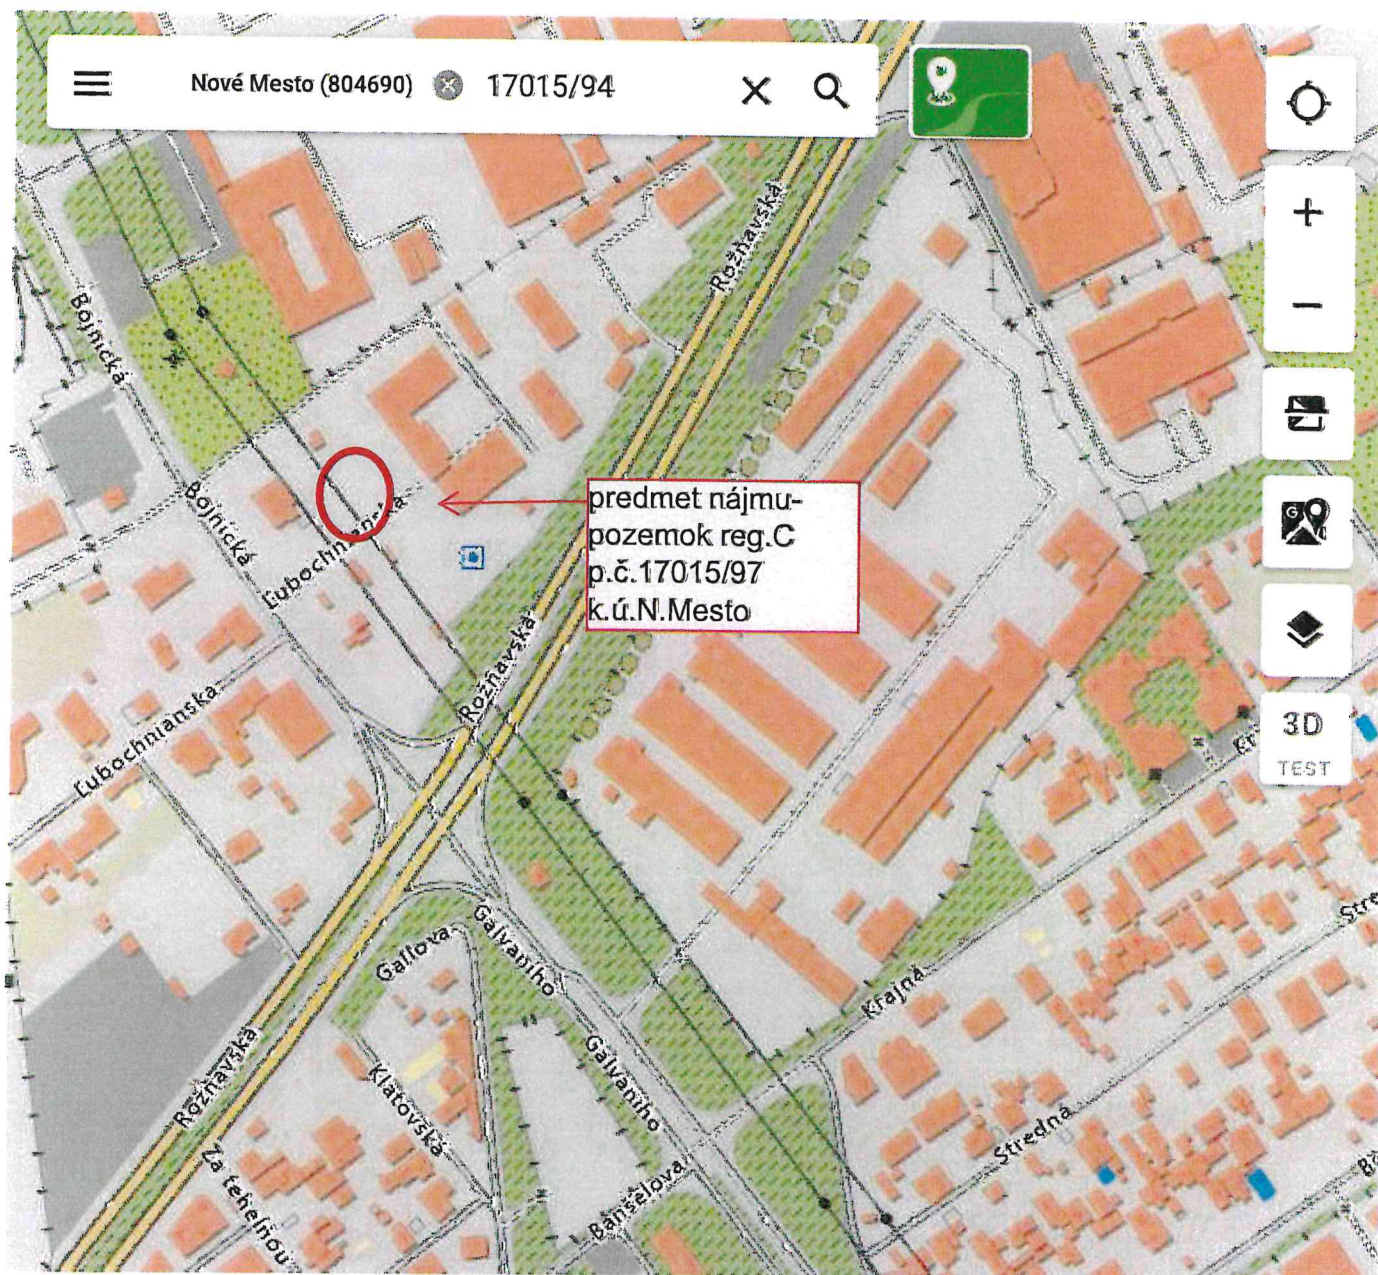 Nové Mesto (804690) 17015/94
Rožňavská
Bojnická
Bojnická
Ľubochnianska
predmet nájmu-
pozemok reg.C
p.č.17015/97
k.ú.N.Mesto
Rožňavská
Ľubochnianska
3D
TEST
Galvaniho
Gallova
Krajná
Rožňavská
Klatovská
Galvaniho
Stredná
Za tehelňou
Bánšelova